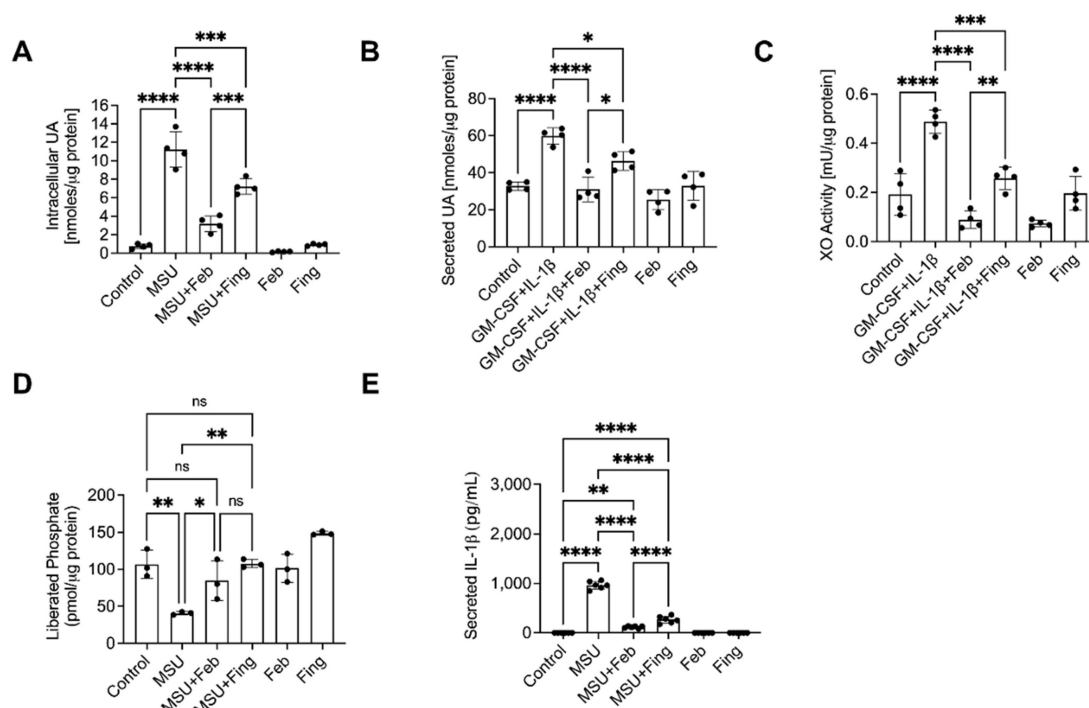 A
***
****
****
***
Intracellular UA
[nmoles/μg protein]
16
14
12
10
8
6
4
2
0
Control
MSU
MSU+Feb
MSU+Fing
Feb
Fing
B
*
****
****
*
Secreted UA [nmoles/μg protein]
80
60
40
20
0
Control
GM-CSF+IL-1β
GM-CSF+IL-1β+Feb
GM-CSF+IL-1β+Fing
Feb
Fing
C
***
****
****
**
XO Activity [mU/μg protein]
0.6
0.4
0.2
0.0
Control
GM-CSF+IL-1β
GM-CSF+IL-1β+Feb
GM-CSF+IL-1β+Fing
Feb
Fing
D
ns
**
ns
**
*
ns
Liberated Phosphate
(pmol/μg protein)
200
150
100
50
0
Control
MSU
MSU+Feb
MSU+Fing
Feb
Fing
E
****
****
**
****
****
****
Secreted IL-1β (pg/mL)
3,000
2,000
1,000
0
Control
MSU
MSU+Feb
MSU+Fing
Feb
Fing